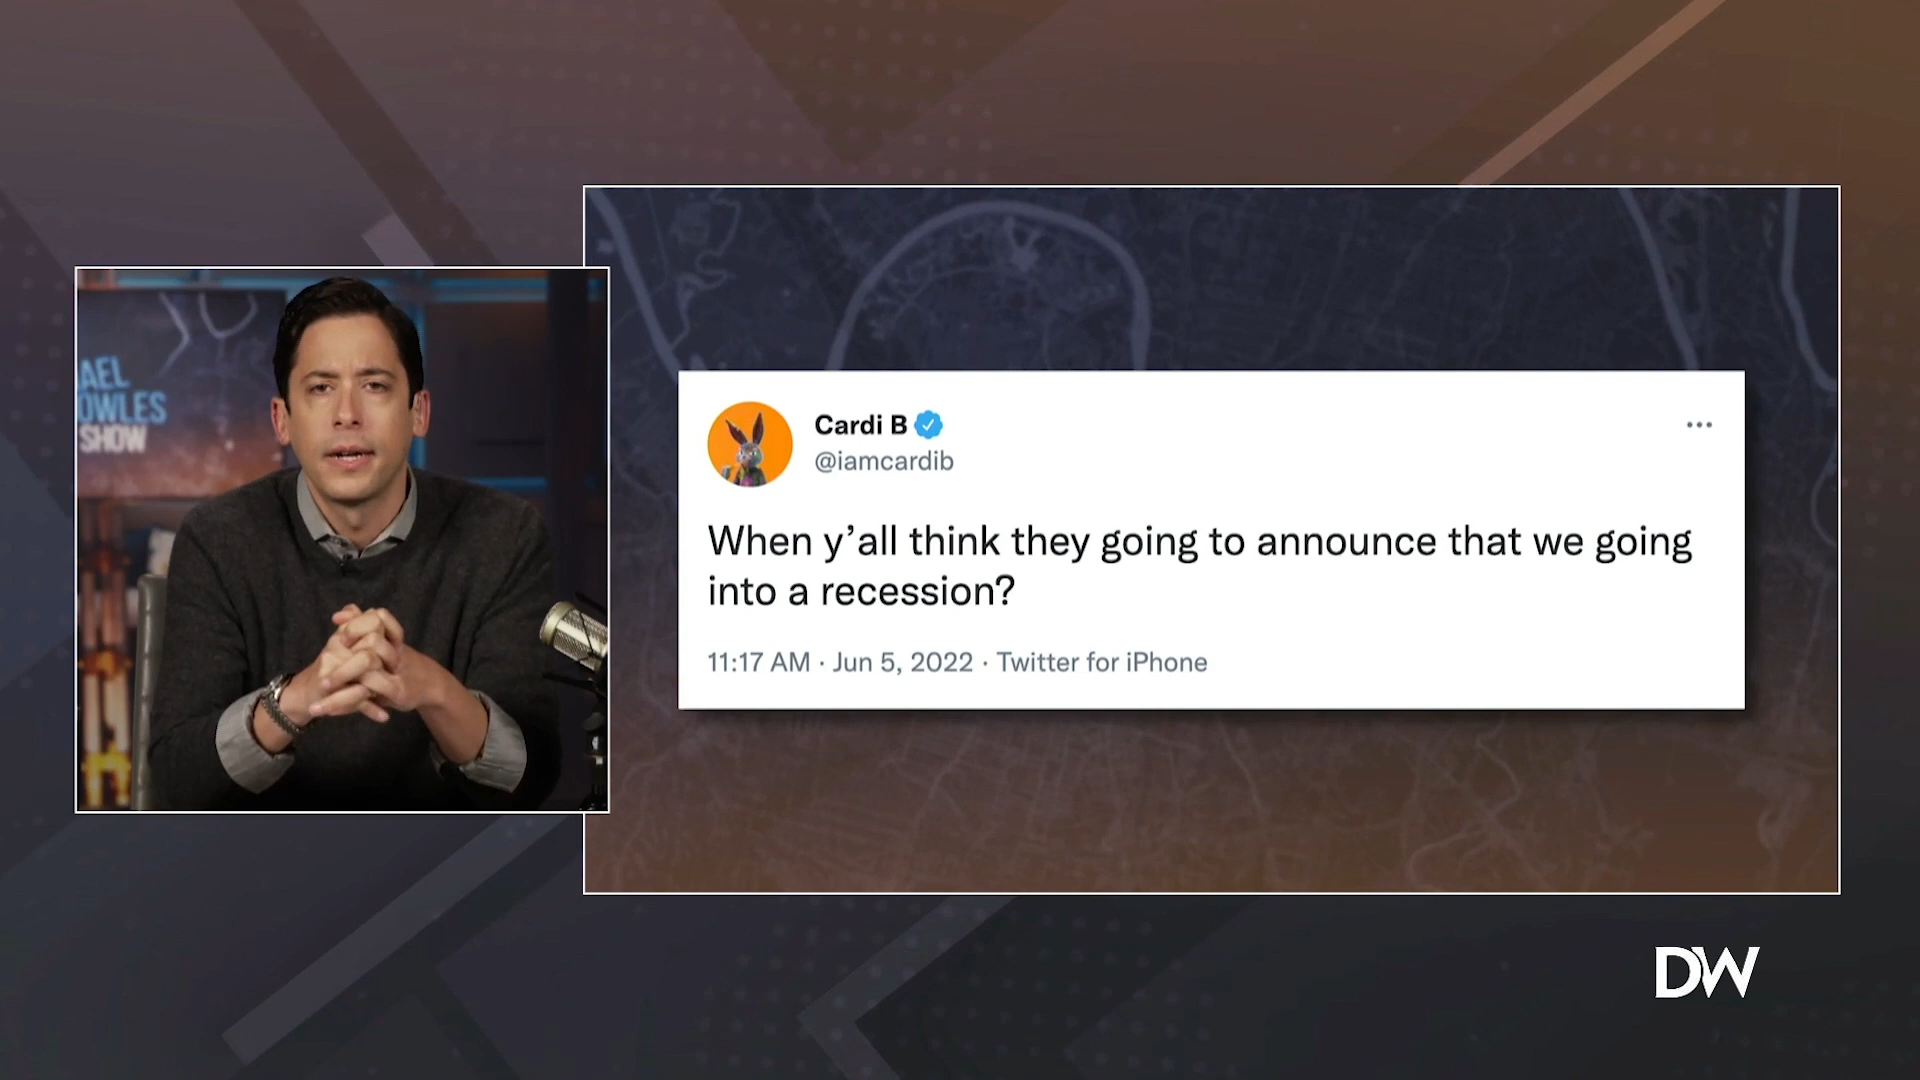 AEL
OWLES
SHOW
Cardi B
@iamcardib
When y’all think they going to announce that we going
into a recession?
11:17 AM · Jun 5, 2022 · Twitter for iPhone
DW